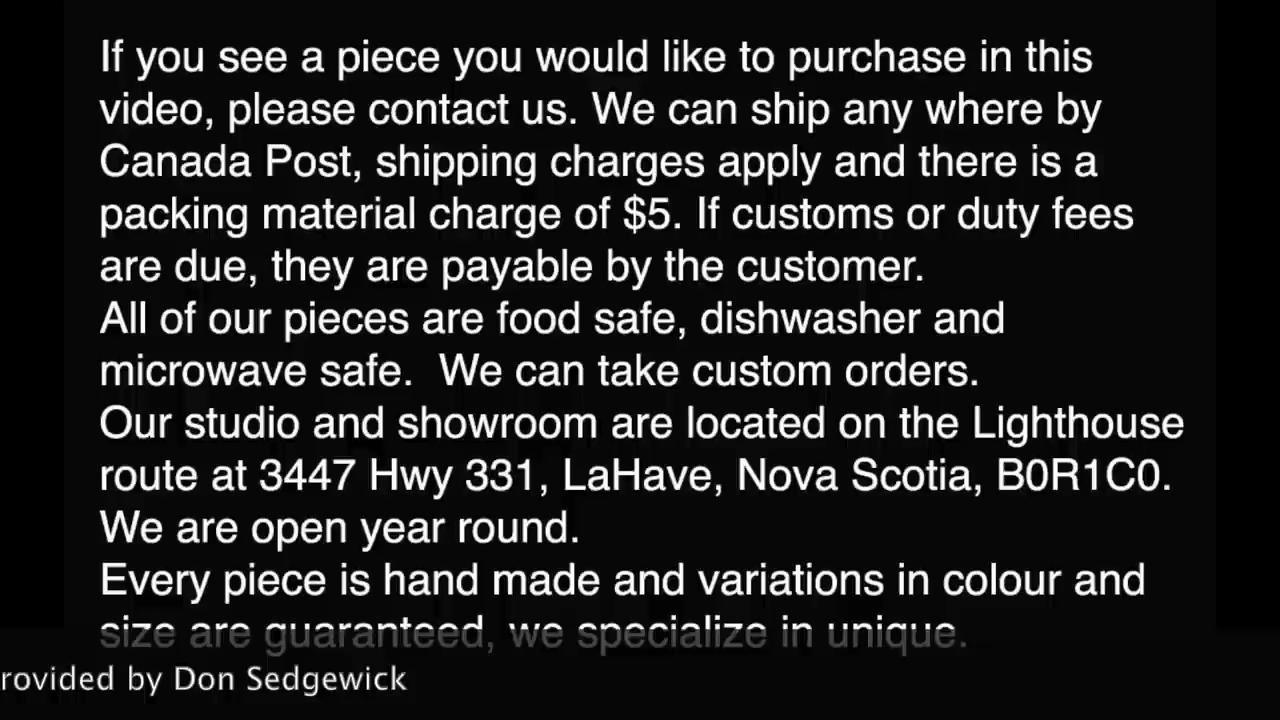 If you see a piece you would like to purchase in this
video, please contact us. We can ship any where by
Canada Post, shipping charges apply and there is a
packing material charge of $5. If customs or duty fees
are due, they are payable by the customer.
All of our pieces are food safe, dishwasher and
microwave safe.  We can take custom orders.
Our studio and showroom are located on the Lighthouse
route at 3447 Hwy 331, LaHave, Nova Scotia, B0R1C0.
We are open year round.
Every piece is hand made and variations in colour and
size are guaranteed, we specialize in unique.
rovided by Don Sedgewick